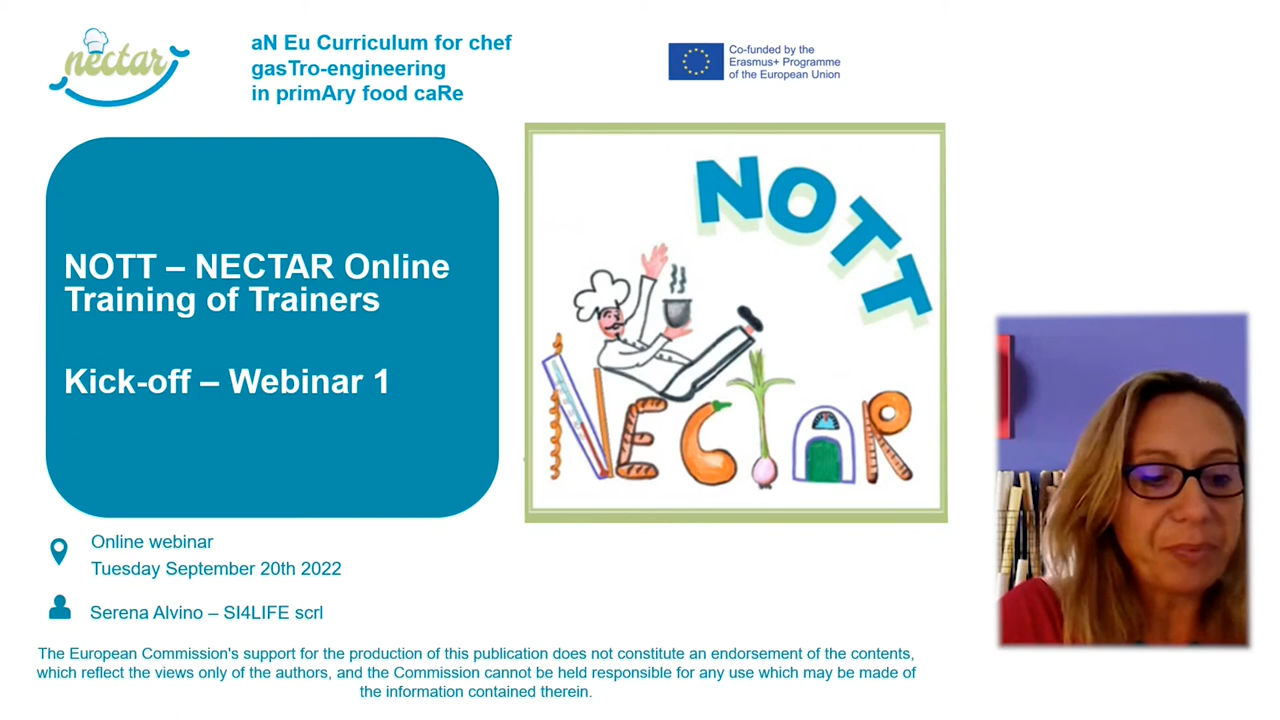 nectar
aN Eu Curriculum for chef
gasTro-engineering
in primAry food caRe
Co-funded by the
Erasmus+ Programme
of the European Union
NOTT – NECTAR Online
Training of Trainers
Kick-off – Webinar 1
NOTT
NECTAR
Online webinar
Tuesday September 20th 2022
Serena Alvino – SI4LIFE scrl
The European Commission's support for the production of this publication does not constitute an endorsement of the contents,
which reflect the views only of the authors, and the Commission cannot be held responsible for any use which may be made of
the information contained therein.